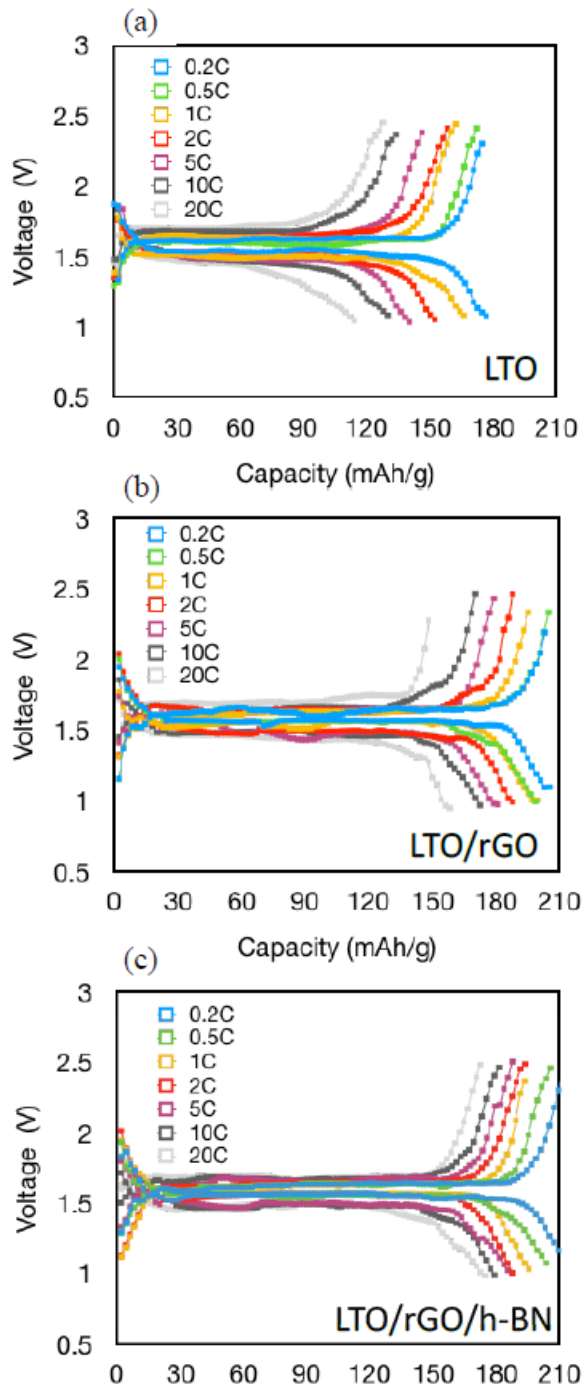 (a)
3
2.5
2
1.5
1
0.5
Voltage (V)
0.2C
0.5C
1C
2C
5C
10C
20C
LTO
0 30 60 90 120 150 180 210
Capacity (mAh/g)
(b)
3
2.5
2
1.5
1
0.5
Voltage (V)
0.2C
0.5C
1C
2C
5C
10C
20C
LTO/rGO
0 30 60 90 120 150 180 210
Capacity (mAh/g)
(c)
3
2.5
2
1.5
1
0.5
Voltage (V)
0.2C
0.5C
1C
2C
5C
10C
20C
LTO/rGO/h-BN
0 30 60 90 120 150 180 210